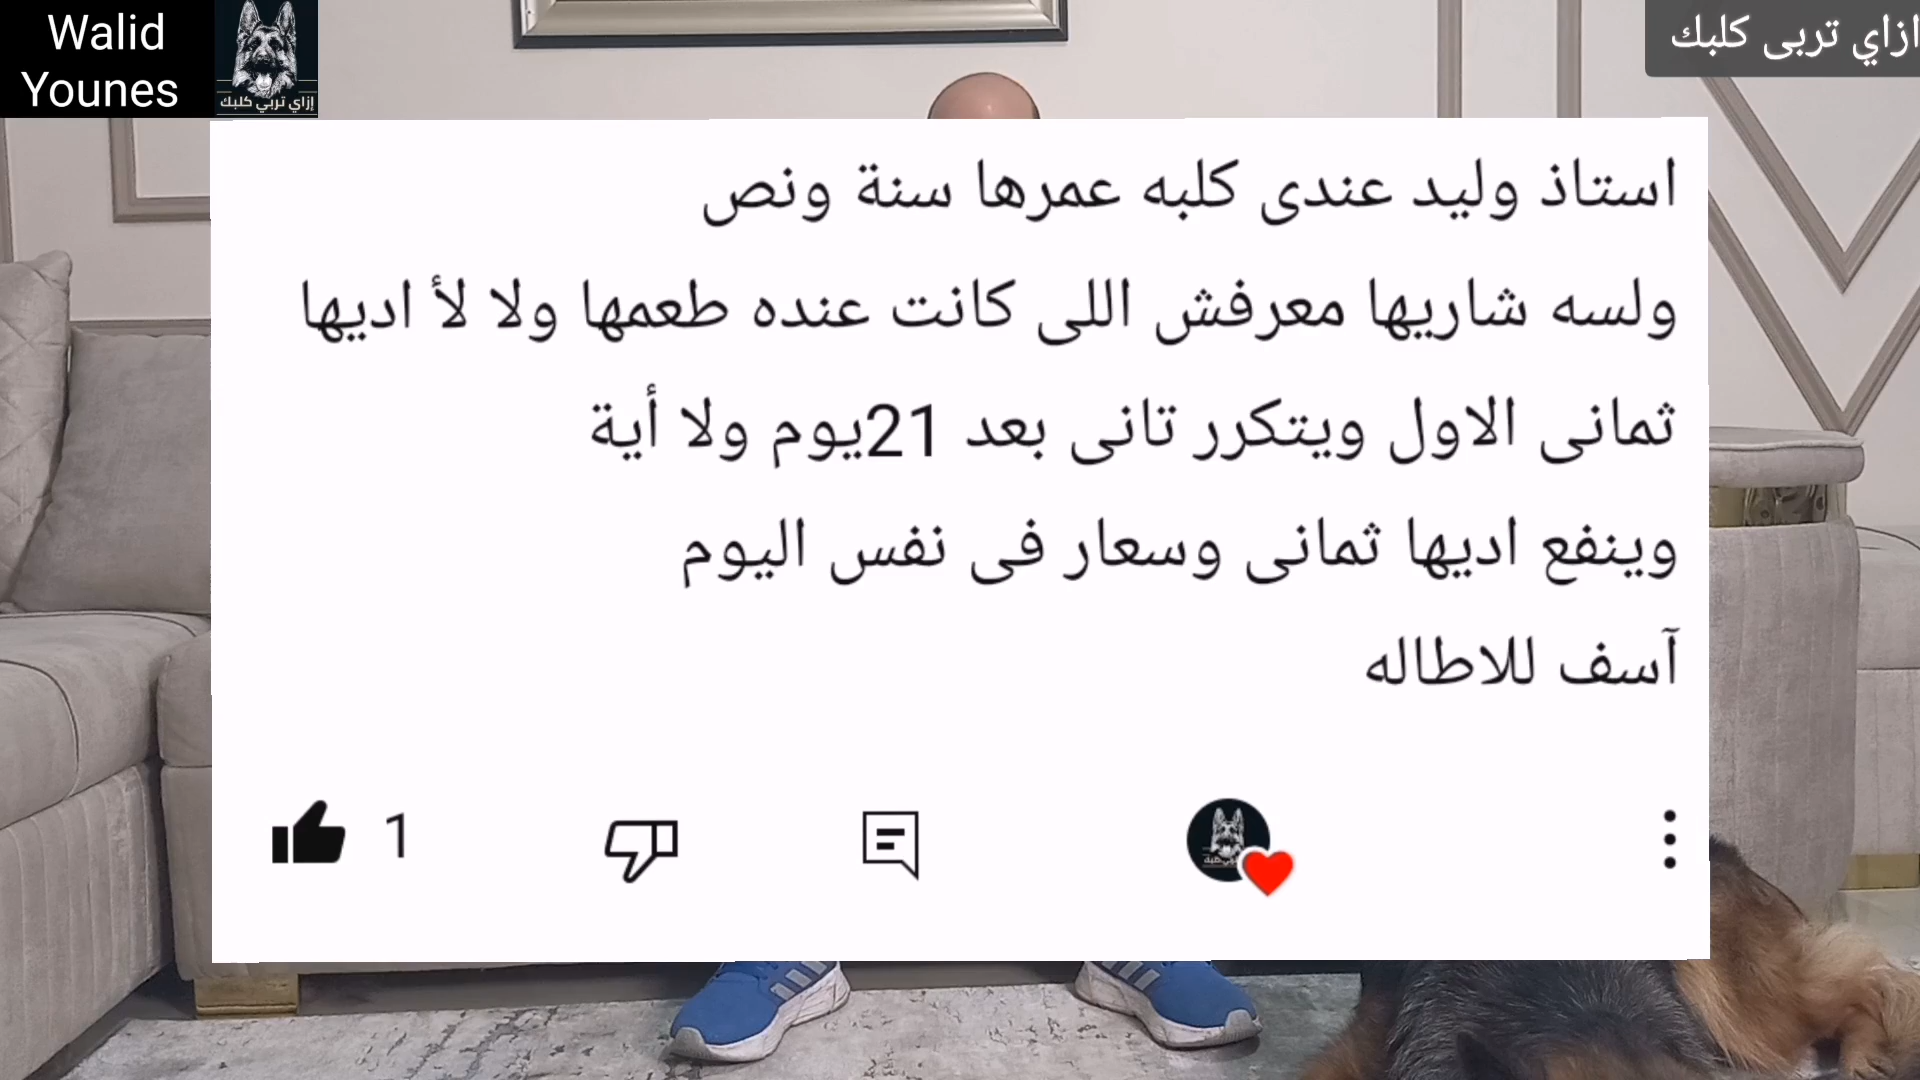 Walid
Younes
إزاي تربي كلبك
ازاي تربى كلبك
استاذ وليد عندى كلبه عمرها سنة ونص
ولسه شاريها معرفش اللى كانت عنده طعمها ولا لأ اديها
ثمانى الاول ويتكرر تانى بعد 21يوم ولا أية
وينفع اديها ثمانى وسعار فى نفس اليوم
آسف للاطاله
1